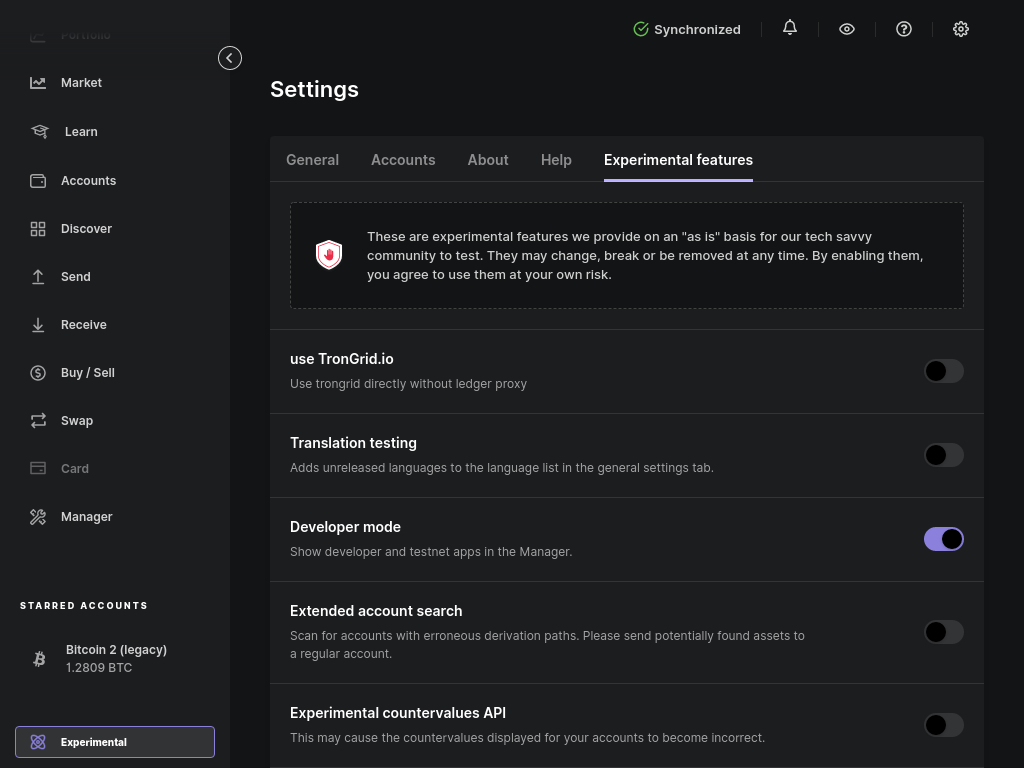 Portfolio
Market
Learn
Accounts
Discover
Send
Receive
Buy / Sell
Swap
Card
Manager
STARRED ACCOUNTS
Bitcoin 2 (legacy)
1.2809 BTC
Experimental
Synchronized
Settings
General Accounts About Help Experimental features
These are experimental features we provide on an "as is" basis for our tech savvy
community to test. They may change, break or be removed at any time. By enabling them,
you agree to use them at your own risk.
use TronGrid.io
Use trongrid directly without ledger proxy
Translation testing
Adds unreleased languages to the language list in the general settings tab.
Developer mode
Show developer and testnet apps in the Manager.
Extended account search
Scan for accounts with erroneous derivation paths. Please send potentially found assets to
a regular account.
Experimental countervalues API
This may cause the countervalues displayed for your accounts to become incorrect.